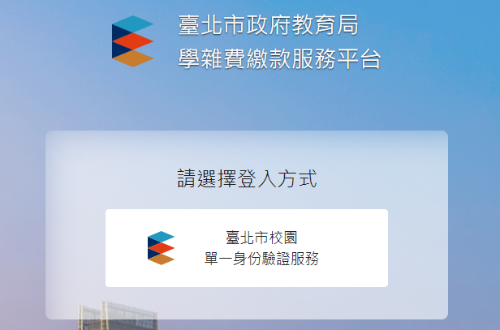 臺北市政府教育局
學雜費繳款服務平台
請選擇登入方式
臺北市校園
單一身份驗證服務